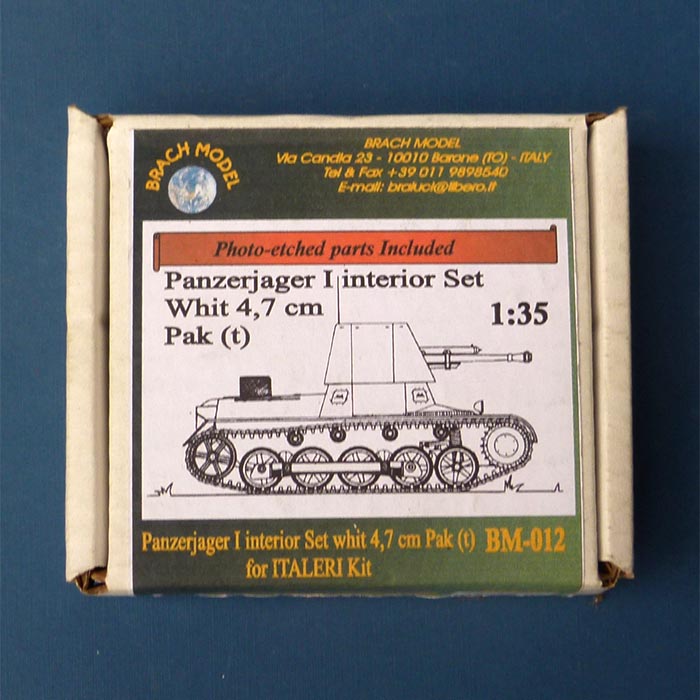 BRACH MODEL
BRACH MODEL
Via Candia 23 - 10010 Barone (TO) - ITALY
Tel & Fax +39 011 9898540
E-mail: braluci@libero.it
Photo-etched parts Included
Panzerjager I interior Set
Whit 4,7 cm
Pak (t)
1:35
Panzerjager I interior Set whit 4,7 cm Pak (t) BM-012
for ITALERI Kit